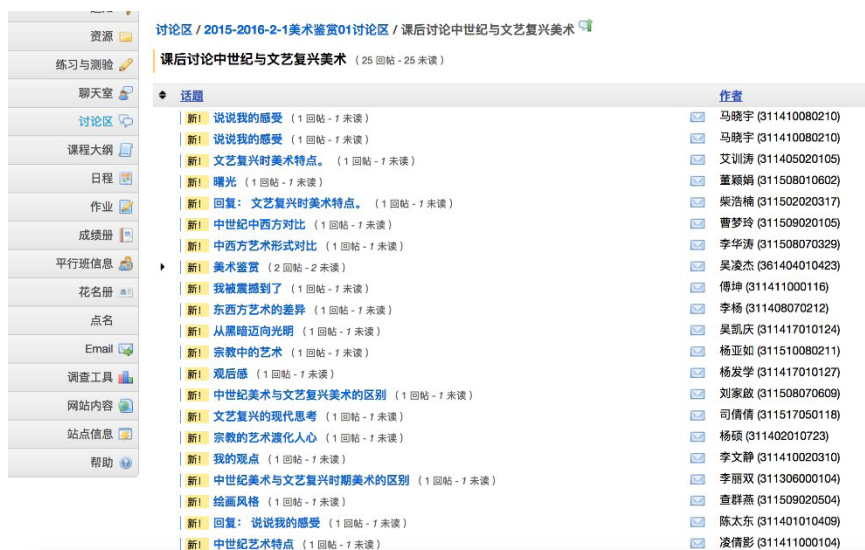 资源
练习与测验
聊天室
讨论区
课程大纲
日程
作业
成绩册
平行班信息
花名册
点名
Email
调查工具
网站内容
站点信息
帮助
讨论区 / 2015-2016-2-1美术鉴赏01讨论区 / 课后讨论中世纪与文艺复兴美术
课后讨论中世纪与文艺复兴美术 （25 回帖 - 25 未读）
话题 作者
新! 说说我的感受 （1 回帖 - 1 未读） 马晓宇 (311410080210)
新! 说说我的感受 （1 回帖 - 1 未读） 马晓宇 (311410080210)
新! 文艺复兴时美术特点。 （1 回帖 - 1 未读） 艾训涛 (311405020105)
新! 曙光 （1 回帖 - 1 未读） 董颖娟 (311508010602)
新! 回复： 文艺复兴时美术特点。 （1 回帖 - 1 未读） 柴浩楠 (311502020317)
新! 中世纪中西方对比 （1 回帖 - 1 未读） 曹梦玲 (311509020105)
新! 中西方艺术形式对比 （1 回帖 - 1 未读） 李华涛 (311508070329)
新! 美术鉴赏 （2 回帖 - 2 未读） 吴凌杰 (361404010423)
新! 我被震撼到了 （1 回帖 - 1 未读） 傅坤 (311411000116)
新! 东西方艺术的差异 （1 回帖 - 1 未读） 李杨 (311408070212)
新! 从黑暗迈向光明 （1 回帖 - 1 未读） 吴凯庆 (311417010124)
新! 宗教中的艺术 （1 回帖 - 1 未读） 杨亚如 (311510080211)
新! 观后感 （1 回帖 - 1 未读） 杨发学 (311417010127)
新! 中世纪美术与文艺复兴美术的区别 （1 回帖 - 1 未读） 刘家敨 (311508070609)
新! 文艺复兴的现代思考 （1 回帖 - 1 未读） 司倩倩 (311517050118)
新! 宗教的艺术渡化人心 （1 回帖 - 1 未读） 杨硕 (311402010723)
新! 我的观点 （1 回帖 - 1 未读） 李文静 (311410020310)
新! 中世纪美术与文艺复兴时期美术的区别 （1 回帖 - 1 未读） 李丽双 (311306000104)
新! 绘画风格 （1 回帖 - 1 未读） 查群燕 (311509020504)
新! 回复： 说说我的感受 （1 回帖 - 1 未读） 陈太东 (311401010409)
新! 中世纪艺术特点 （1 回帖 - 1 未读） 凌倩影 (311411000104)